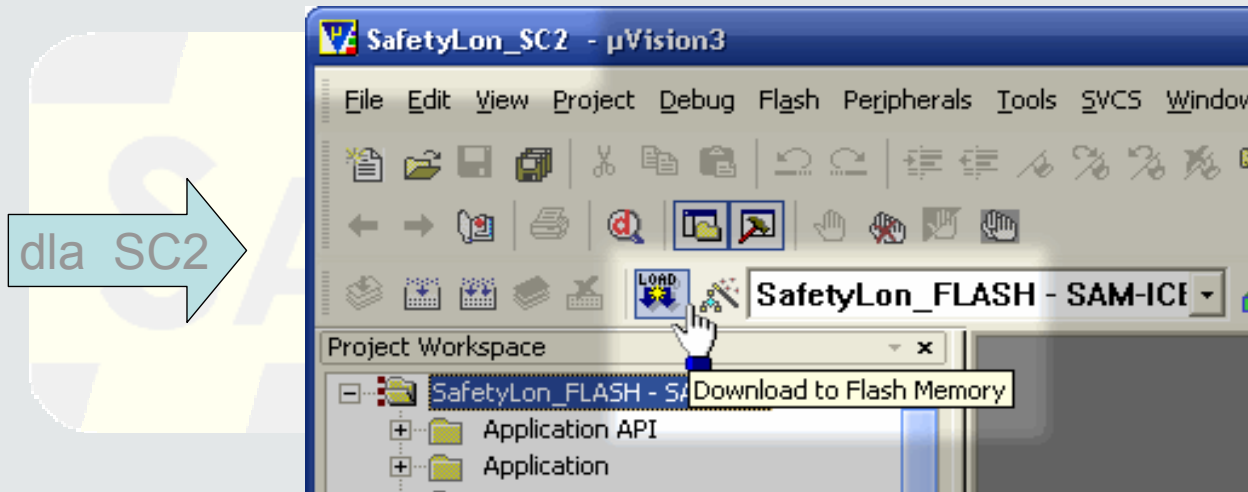 SafetyLon_SC2 - µVision3
File Edit View Project Debug Flash Peripherals Tools SVCS Window
dla SC2
LOAD
SafetyLon_FLASH - SAM-ICE
Project Workspace
SafetyLon_FLASH - SA
Download to Flash Memory
Application API
Application